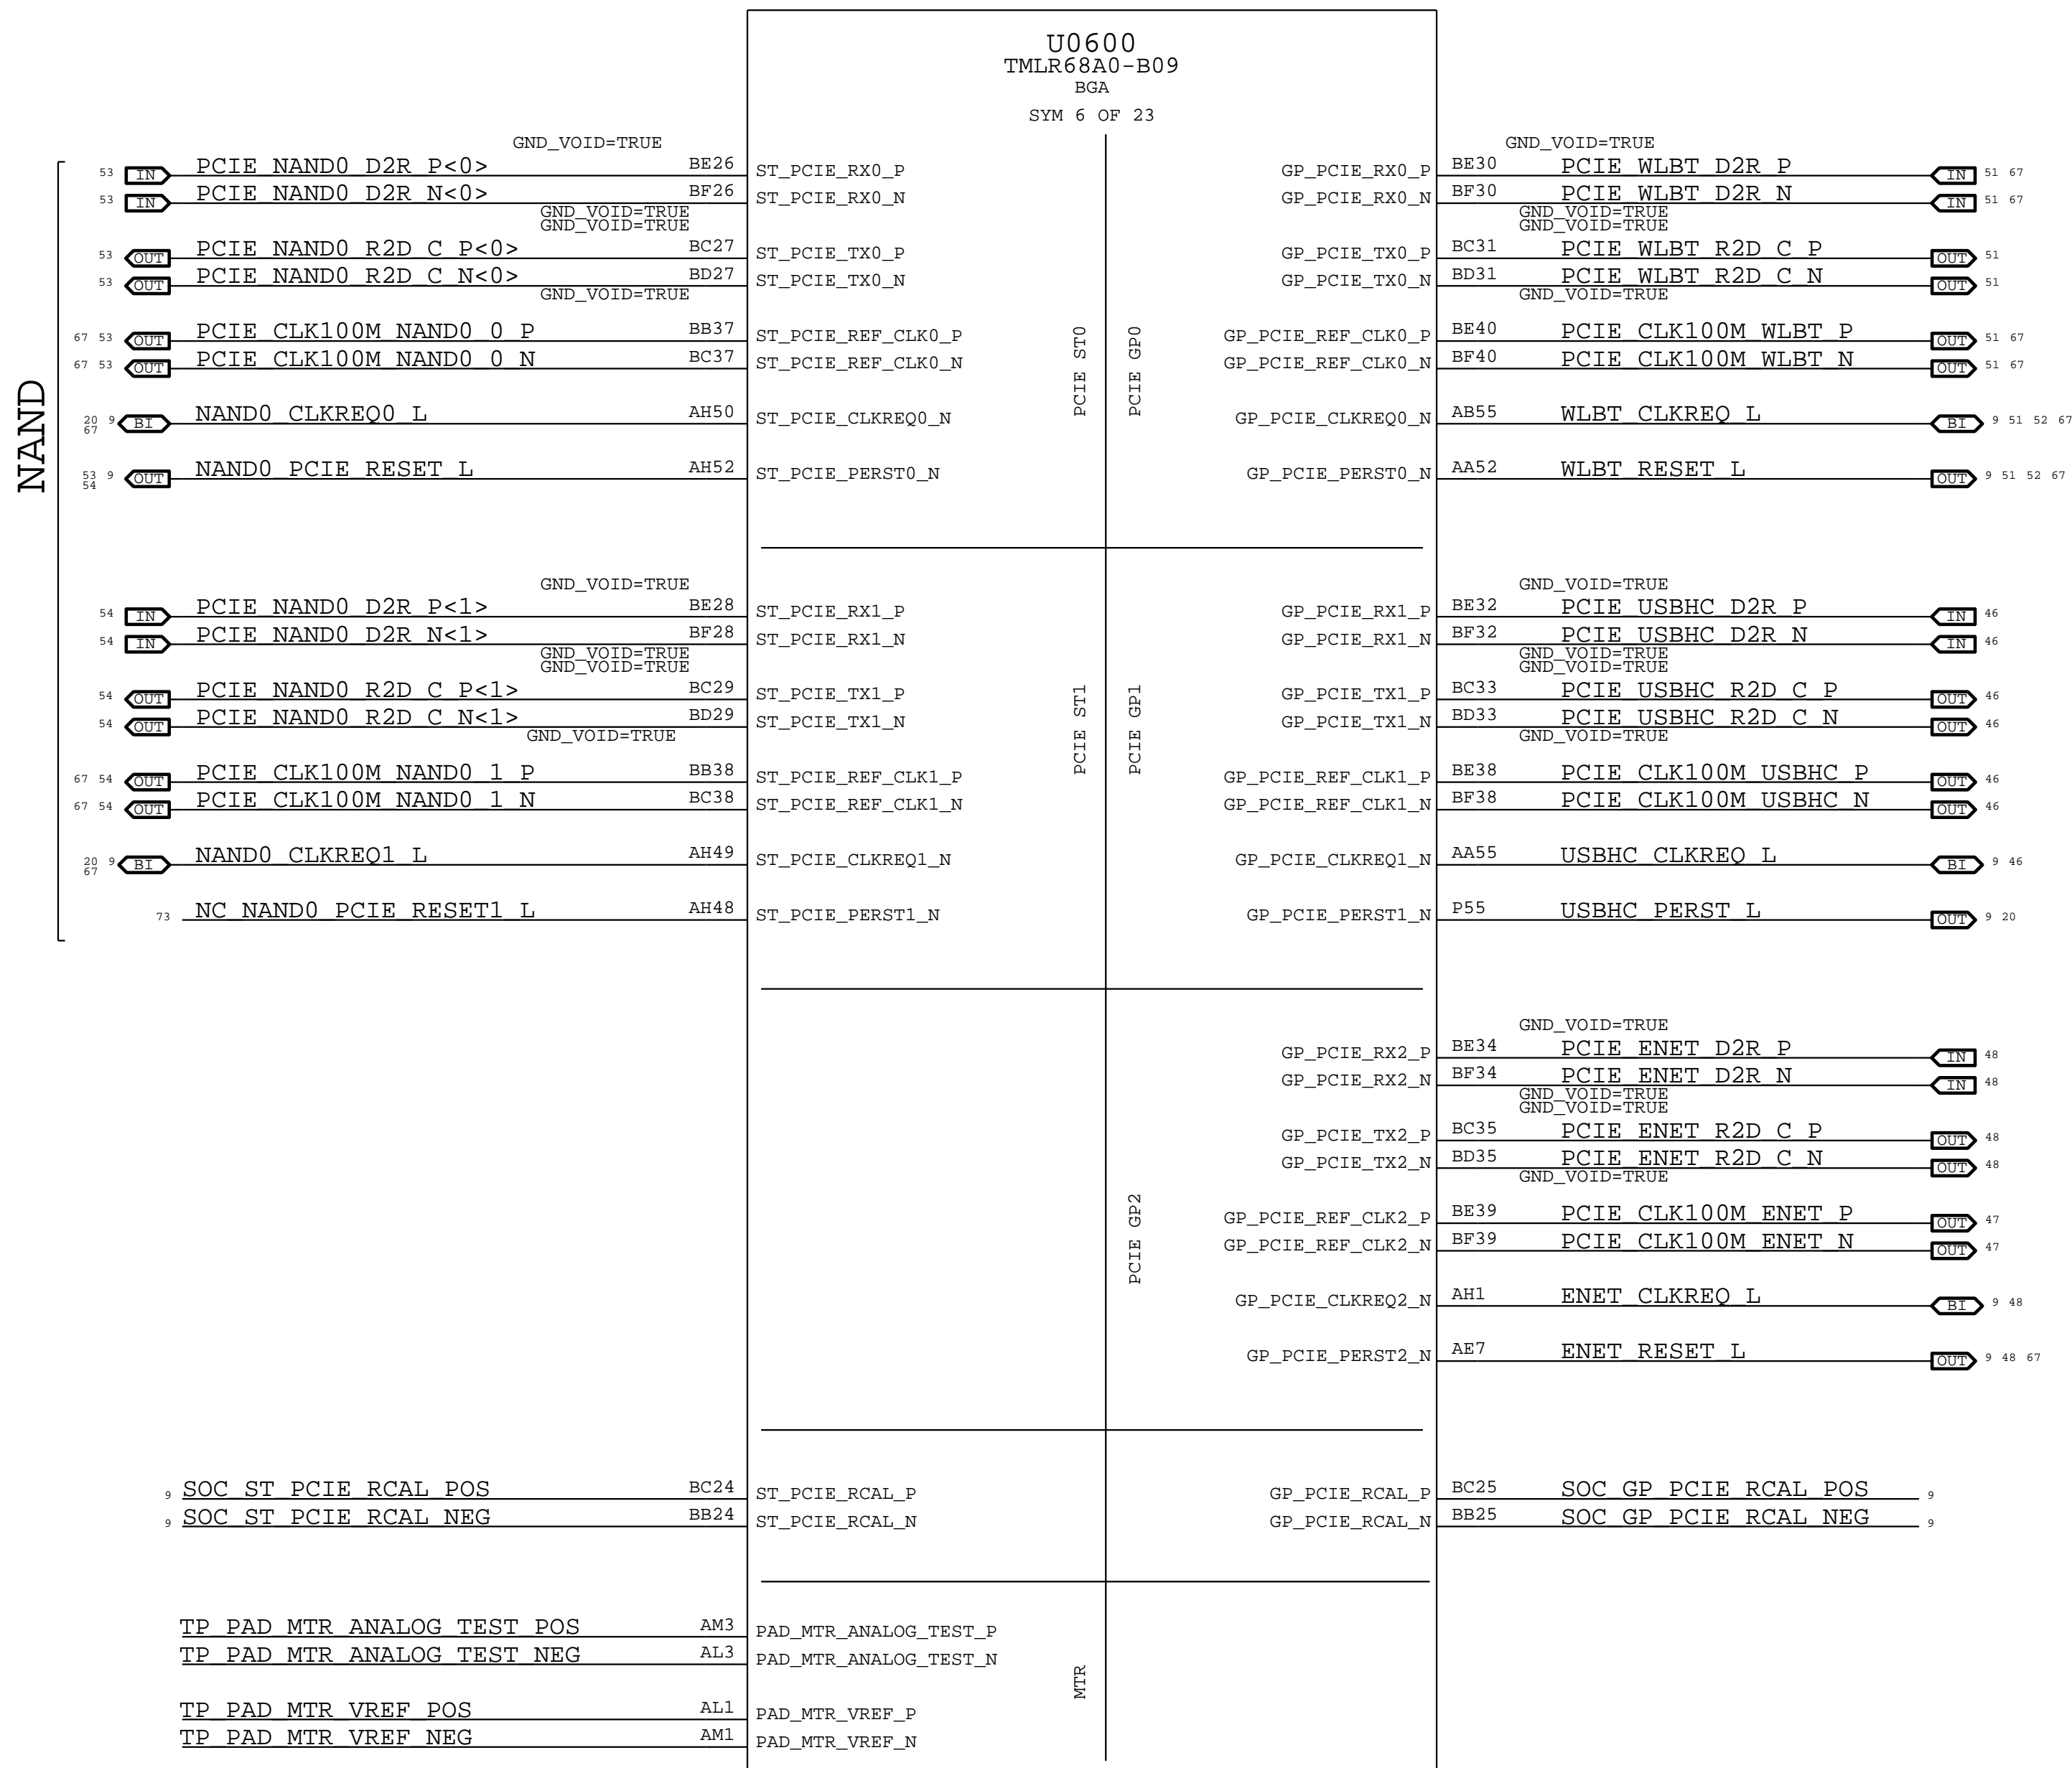 U0600
TMLR68A0-B09
BGA
SYM 6 OF 23
NAND
GND_VOID=TRUE
53 IN PCIE_NAND0_D2R_P<0> BE26 ST_PCIE_RX0_P
53 IN PCIE_NAND0_D2R_N<0> BF26 ST_PCIE_RX0_N
GND_VOID=TRUE
GND_VOID=TRUE
53 OUT PCIE_NAND0_R2D_C_P<0> BC27 ST_PCIE_TX0_P
53 OUT PCIE_NAND0_R2D_C_N<0> BD27 ST_PCIE_TX0_N
GND_VOID=TRUE
67 53 OUT PCIE_CLK100M_NAND0_0_P BB37 ST_PCIE_REF_CLK0_P
67 53 OUT PCIE_CLK100M_NAND0_0_N BC37 ST_PCIE_REF_CLK0_N
20 9 67 BI NAND0_CLKREQ0_L AH50 ST_PCIE_CLKREQ0_N
53 9 54 OUT NAND0_PCIE_RESET_L AH52 ST_PCIE_PERST0_N
PCIE ST0
GND_VOID=TRUE
54 IN PCIE_NAND0_D2R_P<1> BE28 ST_PCIE_RX1_P
54 IN PCIE_NAND0_D2R_N<1> BF28 ST_PCIE_RX1_N
GND_VOID=TRUE
GND_VOID=TRUE
54 OUT PCIE_NAND0_R2D_C_P<1> BC29 ST_PCIE_TX1_P
54 OUT PCIE_NAND0_R2D_C_N<1> BD29 ST_PCIE_TX1_N
GND_VOID=TRUE
67 54 OUT PCIE_CLK100M_NAND0_1_P BB38 ST_PCIE_REF_CLK1_P
67 54 OUT PCIE_CLK100M_NAND0_1_N BC38 ST_PCIE_REF_CLK1_N
20 9 67 BI NAND0_CLKREQ1_L AH49 ST_PCIE_CLKREQ1_N
73 NC_NAND0_PCIE_RESET1_L AH48 ST_PCIE_PERST1_N
PCIE ST1
9 SOC_ST_PCIE_RCAL_POS BC24 ST_PCIE_RCAL_P
9 SOC_ST_PCIE_RCAL_NEG BB24 ST_PCIE_RCAL_N
TP_PAD_MTR_ANALOG_TEST_POS AM3 PAD_MTR_ANALOG_TEST_P
TP_PAD_MTR_ANALOG_TEST_NEG AL3 PAD_MTR_ANALOG_TEST_N
TP_PAD_MTR_VREF_POS AL1 PAD_MTR_VREF_P
TP_PAD_MTR_VREF_NEG AM1 PAD_MTR_VREF_N
MTR
GND_VOID=TRUE
GP_PCIE_RX0_P BE30 PCIE_WLBT_D2R_P IN 51 67
GP_PCIE_RX0_N BF30 PCIE_WLBT_D2R_N IN 51 67
GND_VOID=TRUE
GND_VOID=TRUE
GP_PCIE_TX0_P BC31 PCIE_WLBT_R2D_C_P OUT 51
GP_PCIE_TX0_N BD31 PCIE_WLBT_R2D_C_N OUT 51
GND_VOID=TRUE
GP_PCIE_REF_CLK0_P BE40 PCIE_CLK100M_WLBT_P OUT 51 67
GP_PCIE_REF_CLK0_N BF40 PCIE_CLK100M_WLBT_N OUT 51 67
GP_PCIE_CLKREQ0_N AB55 WLBT_CLKREQ_L BI 9 51 52 67
GP_PCIE_PERST0_N AA52 WLBT_RESET_L OUT 9 51 52 67
PCIE GP0
GND_VOID=TRUE
GP_PCIE_RX1_P BE32 PCIE_USBHC_D2R_P IN 46
GP_PCIE_RX1_N BF32 PCIE_USBHC_D2R_N IN 46
GND_VOID=TRUE
GND_VOID=TRUE
GP_PCIE_TX1_P BC33 PCIE_USBHC_R2D_C_P OUT 46
GP_PCIE_TX1_N BD33 PCIE_USBHC_R2D_C_N OUT 46
GND_VOID=TRUE
GP_PCIE_REF_CLK1_P BE38 PCIE_CLK100M_USBHC_P OUT 46
GP_PCIE_REF_CLK1_N BF38 PCIE_CLK100M_USBHC_N OUT 46
GP_PCIE_CLKREQ1_N AA55 USBHC_CLKREQ_L BI 9 46
GP_PCIE_PERST1_N P55 USBHC_PERST_L OUT 9 20
PCIE GP1
GND_VOID=TRUE
GP_PCIE_RX2_P BE34 PCIE_ENET_D2R_P IN 48
GP_PCIE_RX2_N BF34 PCIE_ENET_D2R_N IN 48
GND_VOID=TRUE
GND_VOID=TRUE
GP_PCIE_TX2_P BC35 PCIE_ENET_R2D_C_P OUT 48
GP_PCIE_TX2_N BD35 PCIE_ENET_R2D_C_N OUT 48
GND_VOID=TRUE
GP_PCIE_REF_CLK2_P BE39 PCIE_CLK100M_ENET_P OUT 47
GP_PCIE_REF_CLK2_N BF39 PCIE_CLK100M_ENET_N OUT 47
GP_PCIE_CLKREQ2_N AH1 ENET_CLKREQ_L BI 9 48
GP_PCIE_PERST2_N AE7 ENET_RESET_L OUT 9 48 67
PCIE GP2
GP_PCIE_RCAL_P BC25 SOC_GP_PCIE_RCAL_POS 9
GP_PCIE_RCAL_N BB25 SOC_GP_PCIE_RCAL_NEG 9